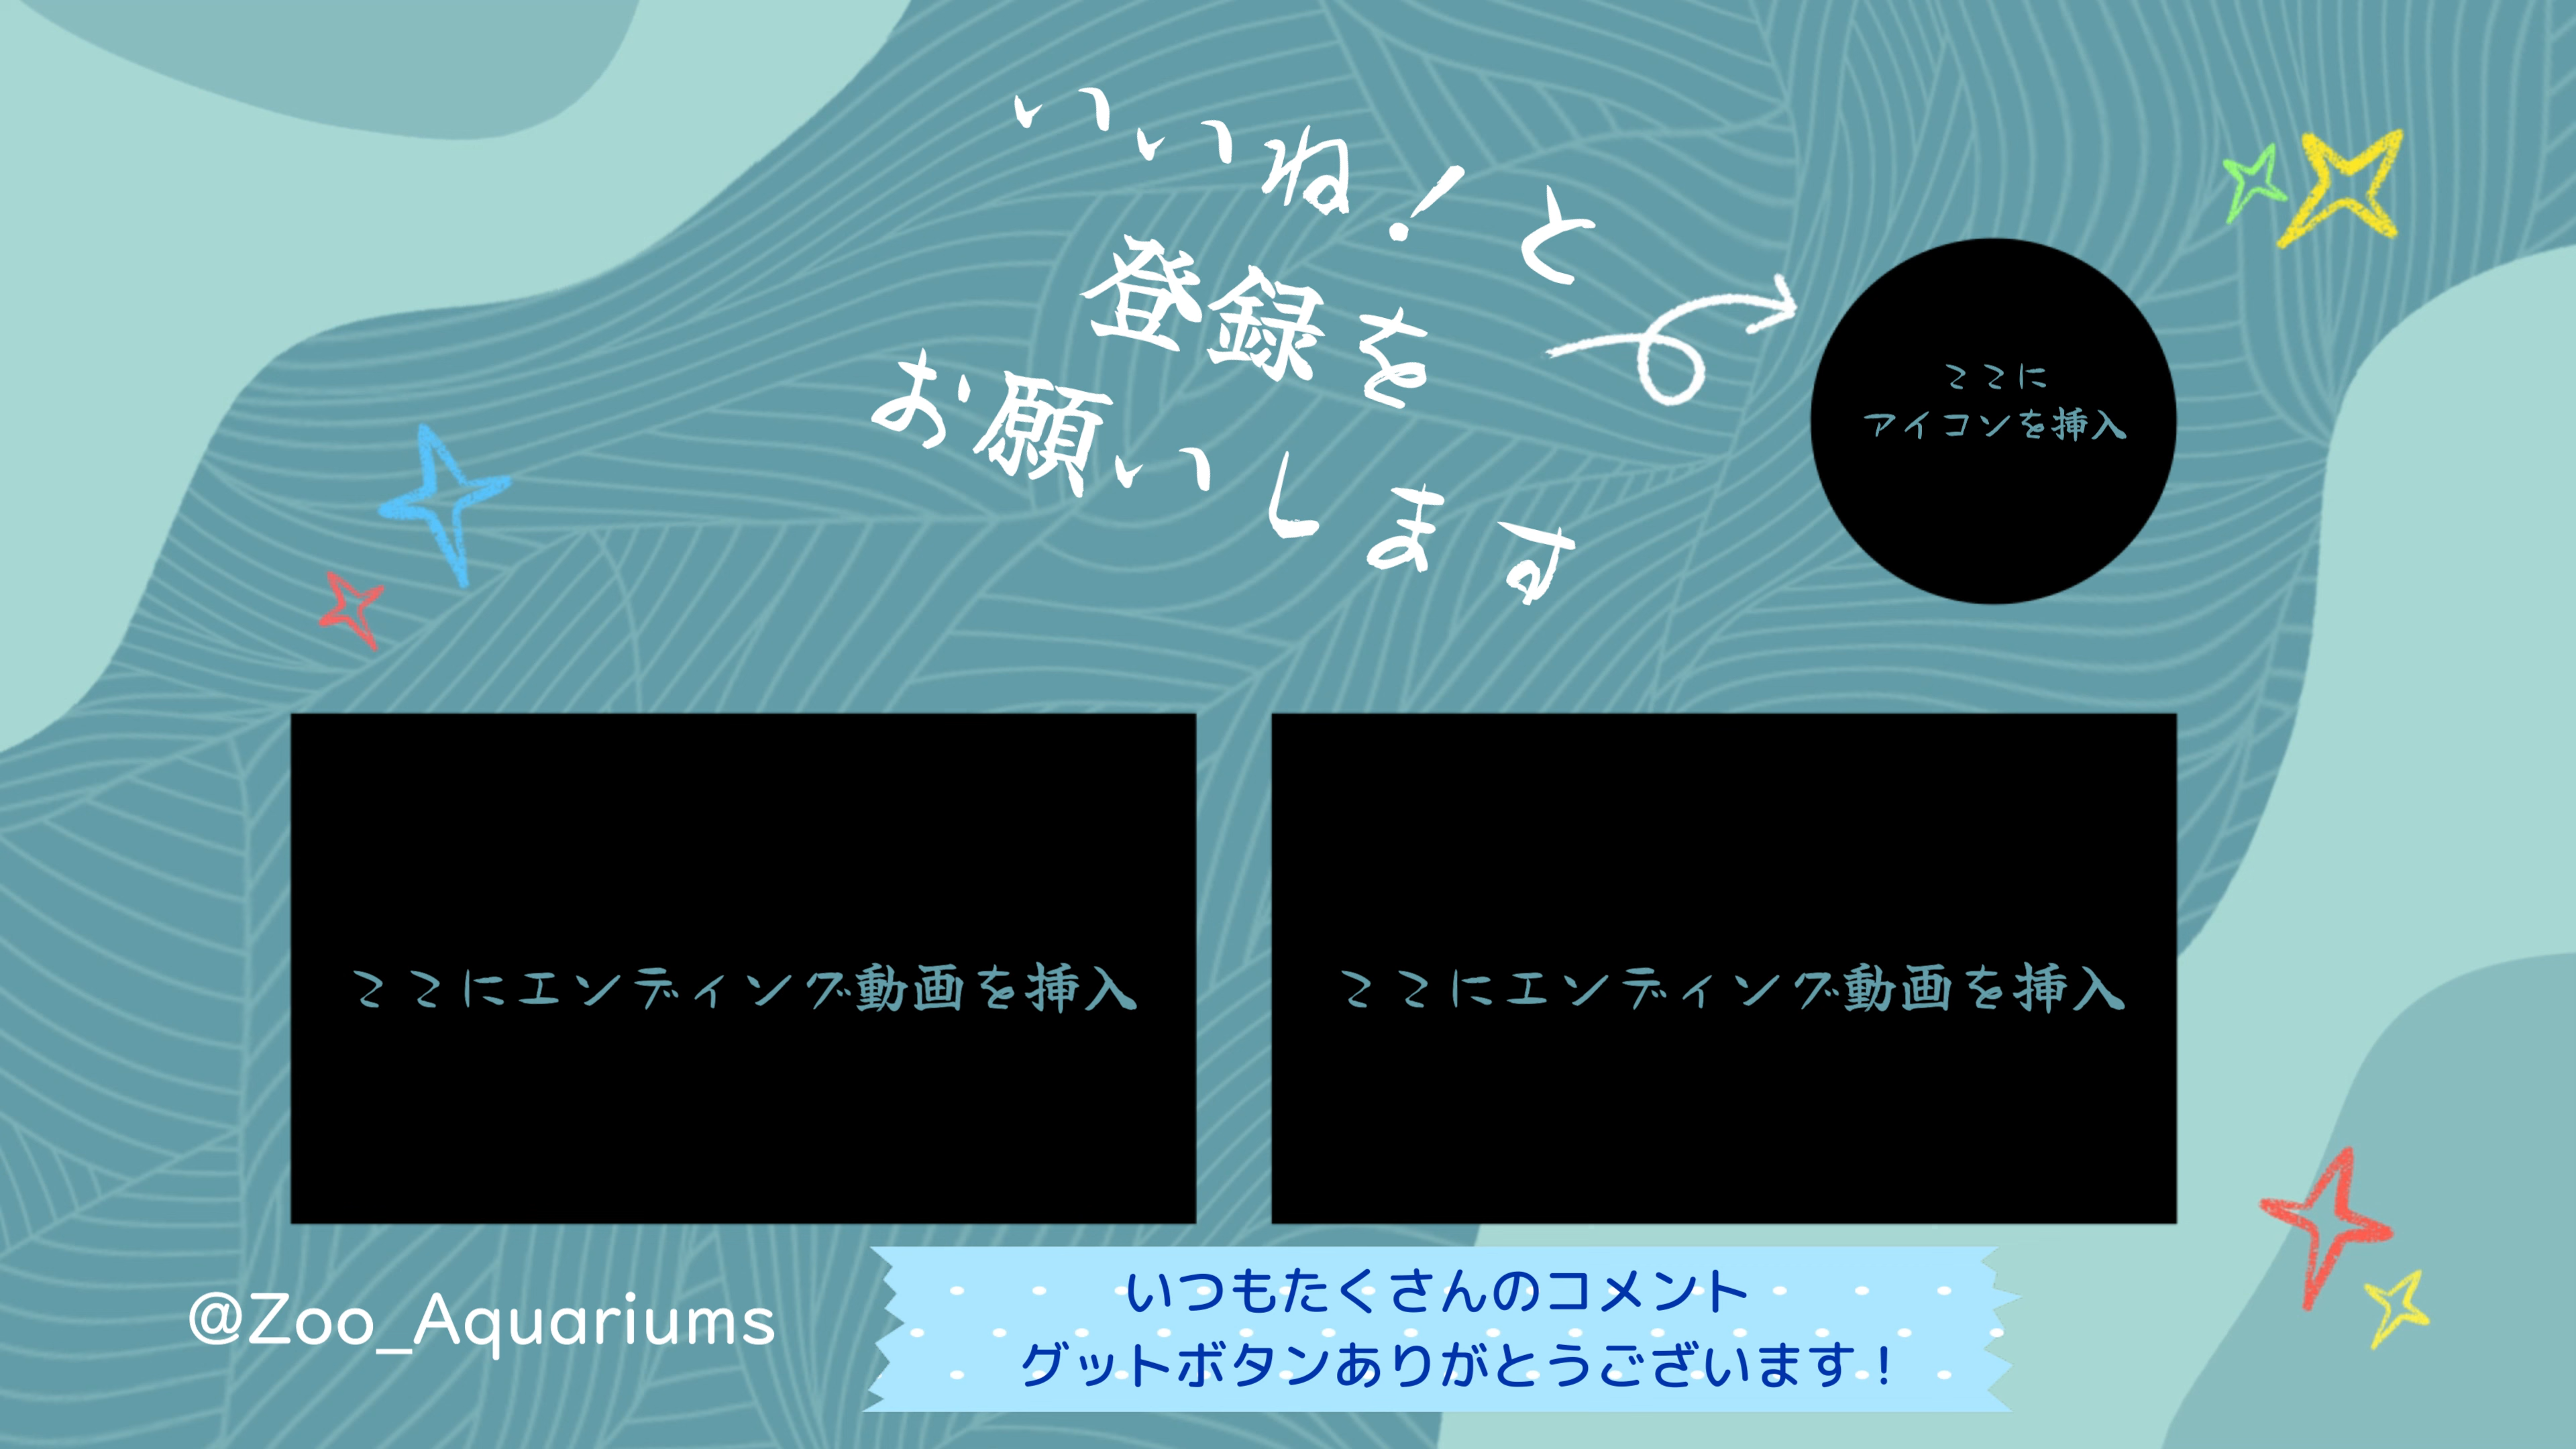 いいね！と
登録を
お願いします
ここに
アイコンを挿入
ここにエンディング動画を挿入
ここにエンディング動画を挿入
@Zoo_Aquariums
いつもたくさんのコメント
グットボタンありがとうございます！